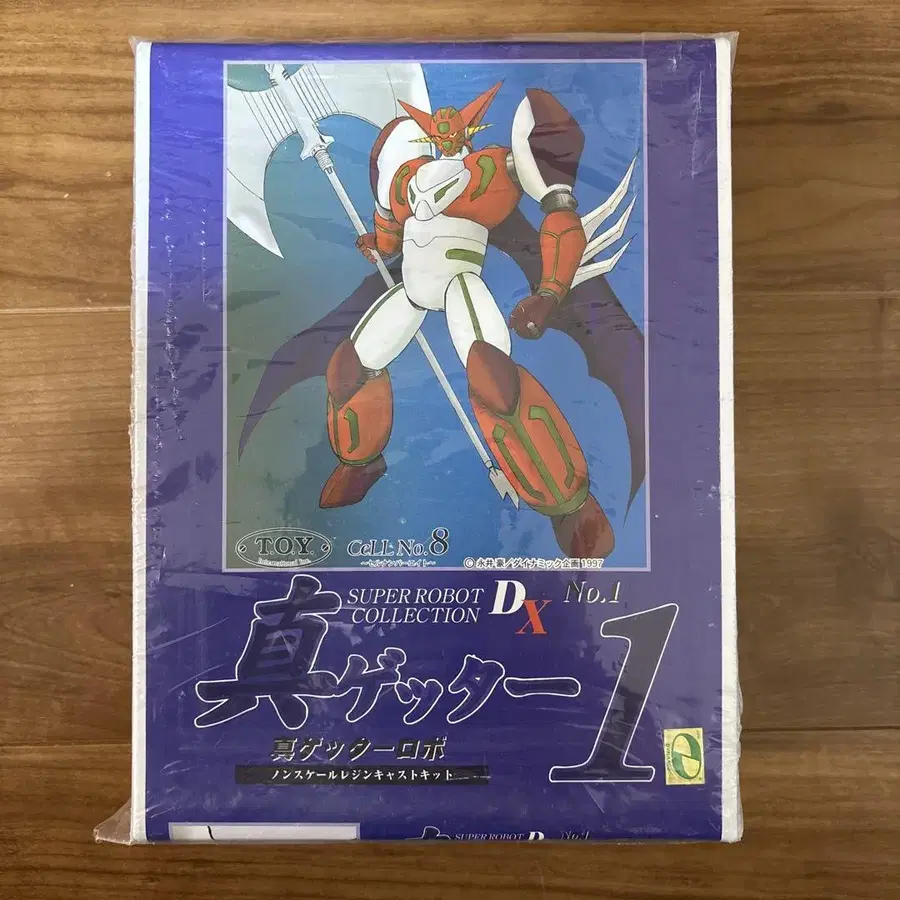 T.O.Y.
International Inc.
CeLL No.8
~セルナンバーエイト~
© 永井豪/ダイナミック企画 1997
SUPER ROBOT
COLLECTION
DX
No.1
真ゲッター1
真ゲッターロボ
ノンスケールレジンキャストキット
SUPER ROBOT
D
No.1